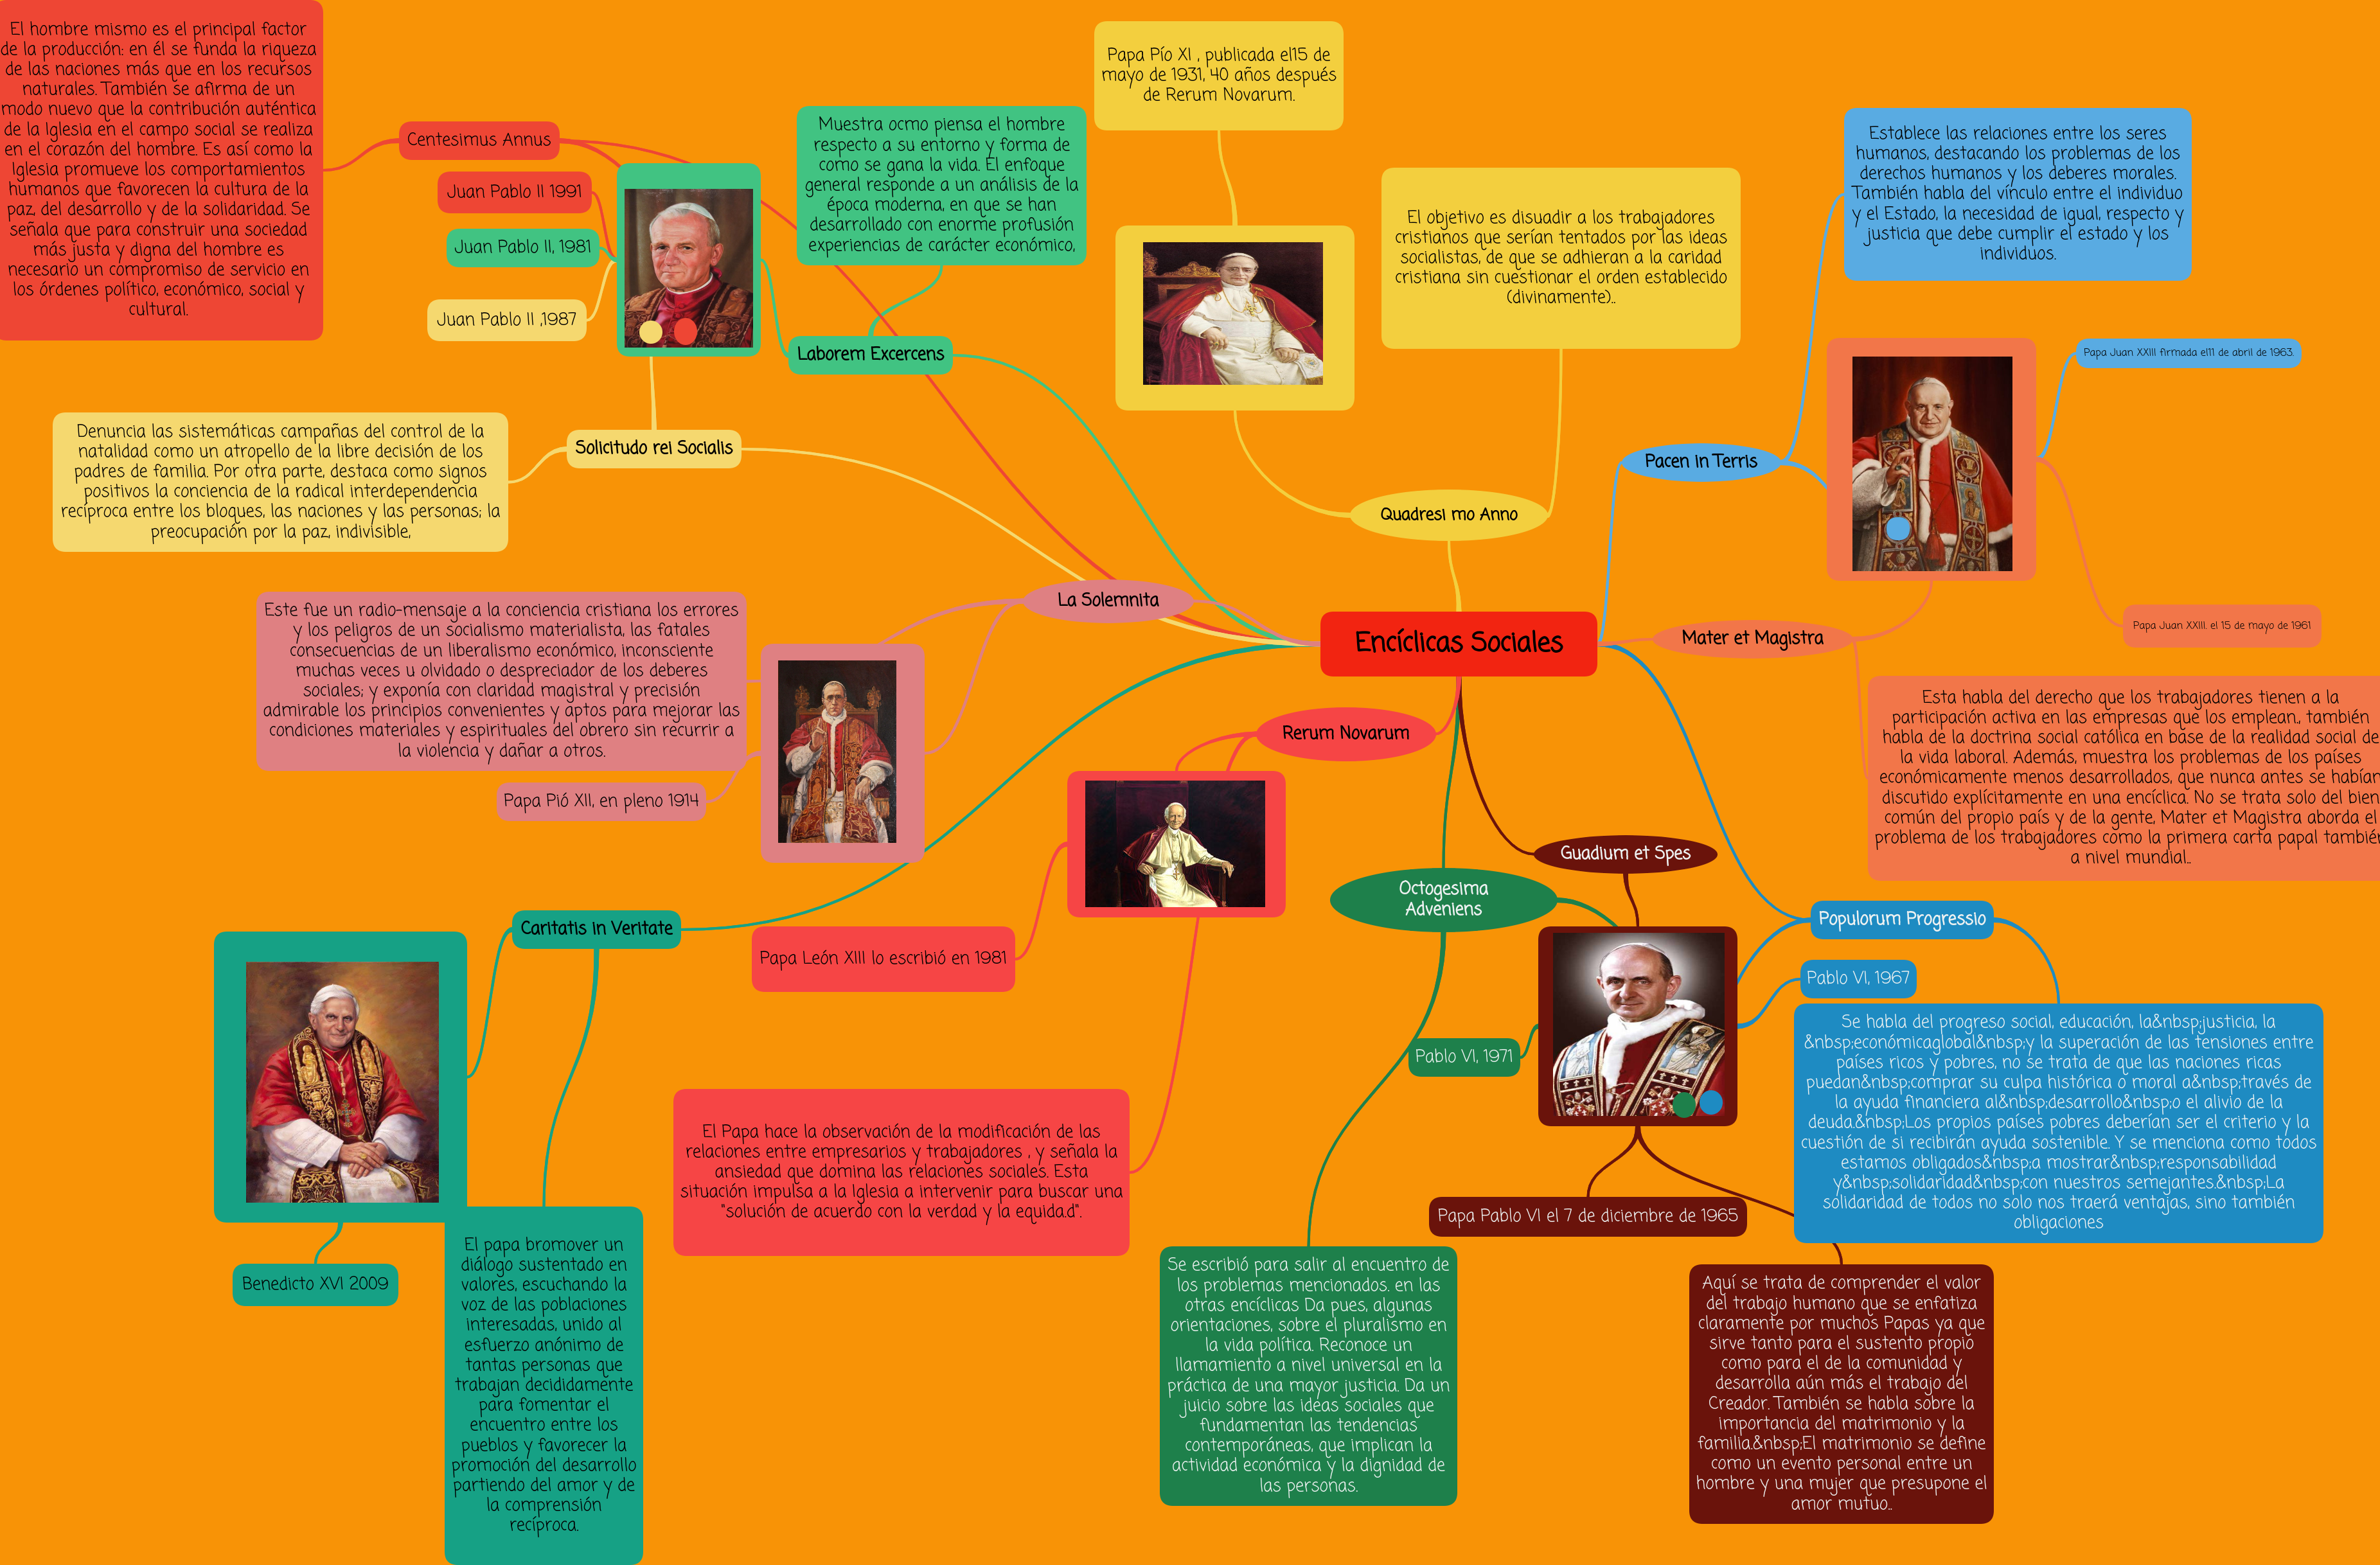 El hombre mismo es el principal factor
de la producción: en él se funda la riqueza
de las naciones más que en los recursos
naturales. También se afirma de un
modo nuevo que la contribución auténtica
de la Iglesia en el campo social se realiza
en el corazón del hombre. Es así como la
Iglesia promueve los comportamientos
humanos que favorecen la cultura de la
paz, del desarrollo y de la solidaridad. Se
señala que para construir una sociedad
más justa y digna del hombre es
necesario un compromiso de servicio en
los órdenes político, económico, social y
cultural.
Centesimus Annus
Juan Pablo II 1991
Juan Pablo II, 1981
Juan Pablo II ,1987
Muestra ocmo piensa el hombre
respecto a su entorno y forma de
como se gana la vida. El enfoque
general responde a un análisis de la
época moderna, en que se han
desarrollado con enorme profusión
experiencias de carácter económico,
Laborem Excercens
Solicitudo rei Socialis
Denuncia las sistemáticas campañas del control de la
natalidad como un atropello de la libre decisión de los
padres de familia. Por otra parte, destaca como signos
positivos la conciencia de la radical interdependencia
recíproca entre los bloques, las naciones y las personas; la
preocupación por la paz, indivisible,
Papa Pío XI , publicada el15 de
mayo de 1931, 40 años después
de Rerum Novarum.
El objetivo es disuadir a los trabajadores
cristianos que serían tentados por las ideas
socialistas, de que se adhieran a la caridad
cristiana sin cuestionar el orden establecido
(divinamente)..
Quadresi mo Anno
Establece las relaciones entre los seres
humanos, destacando los problemas de los
derechos humanos y los deberes morales.
También habla del vínculo entre el individuo
y el Estado, la necesidad de igual, respecto y
justicia que debe cumplir el estado y los
individuos.
Papa Juan XXIII firmada el11 de abril de 1963.
Pacen in Terris
Mater et Magistra
Papa Juan XXIII. el 15 de mayo de 1961
Esta habla del derecho que los trabajadores tienen a la
participación activa en las empresas que los emplean., también
habla de la doctrina social católica en base de la realidad social de
la vida laboral. Además, muestra los problemas de los países
económicamente menos desarrollados, que nunca antes se habían
discutido explícitamente en una encíclica. No se trata solo del bien
común del propio país y de la gente, Mater et Magistra aborda el
problema de los trabajadores como la primera carta papal también
a nivel mundial..
Encíclicas Sociales
La Solemnita
Este fue un radio-mensaje a la conciencia cristiana los errores
y los peligros de un socialismo materialista, las fatales
consecuencias de un liberalismo económico, inconsciente
muchas veces u olvidado o despreciador de los deberes
sociales; y exponía con claridad magistral y precisión
admirable los principios convenientes y aptos para mejorar las
condiciones materiales y espirituales del obrero sin recurrir a
la violencia y dañar a otros.
Papa Pió XII, en pleno 1914
Rerum Novarum
Papa León XIII lo escribió en 1981
El Papa hace la observación de la modificación de las
relaciones entre empresarios y trabajadores , y señala la
ansiedad que domina las relaciones sociales. Esta
situación impulsa a la Iglesia a intervenir para buscar una
"solución de acuerdo con la verdad y la equida.d".
Caritatis in Veritate
Benedicto XVI 2009
El papa bromover un
diálogo sustentado en
valores, escuchando la
voz de las poblaciones
interesadas, unido al
esfuerzo anónimo de
tantas personas que
trabajan decididamente
para fomentar el
encuentro entre los
pueblos y favorecer la
promoción del desarrollo
partiendo del amor y de
la comprensión
recíproca.
Guadium et Spes
Octogesima
Adveniens
Pablo VI, 1971
Papa Pablo VI el 7 de diciembre de 1965
Se escribió para salir al encuentro de
los problemas mencionados. en las
otras encíclicas Da pues, algunas
orientaciones, sobre el pluralismo en
la vida política. Reconoce un
llamamiento a nivel universal en la
práctica de una mayor justicia. Da un
juicio sobre las ideas sociales que
fundamentan las tendencias
contemporáneas, que implican la
actividad económica y la dignidad de
las personas.
Populorum Progressio
Pablo VI, 1967
Se habla del progreso social, educación, la&nbsp;justicia, la
&nbsp;económicaglobal&nbsp;y la superación de las tensiones entre
países ricos y pobres, no se trata de que las naciones ricas
puedan&nbsp;comprar su culpa histórica o moral a&nbsp;través de
la ayuda financiera al&nbsp;desarrollo&nbsp;o el alivio de la
deuda.&nbsp;Los propios países pobres deberían ser el criterio y la
cuestión de si recibirán ayuda sostenible. Y se menciona como todos
estamos obligados&nbsp;a mostrar&nbsp;responsabilidad
y&nbsp;solidaridad&nbsp;con nuestros semejantes.&nbsp;La
solidaridad de todos no solo nos traerá ventajas, sino también
obligaciones
Aquí se trata de comprender el valor
del trabajo humano que se enfatiza
claramente por muchos Papas ya que
sirve tanto para el sustento propio
como para el de la comunidad y
desarrolla aún más el trabajo del
Creador. También se habla sobre la
importancia del matrimonio y la
familia.&nbsp;El matrimonio se define
como un evento personal entre un
hombre y una mujer que presupone el
amor mutuo..